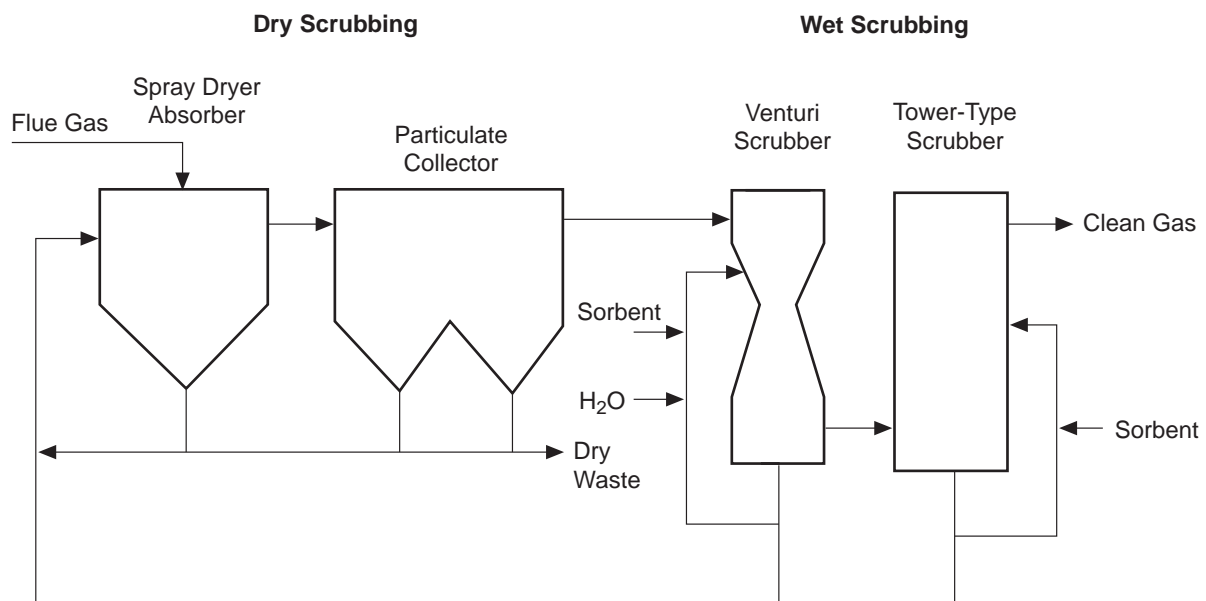 Dry Scrubbing
Wet Scrubbing
Spray Dryer
Absorber
Flue Gas
Particulate
Collector
Venturi
Scrubber
Tower-Type
Scrubber
Clean Gas
Sorbent
H₂O
Sorbent
Dry
Waste